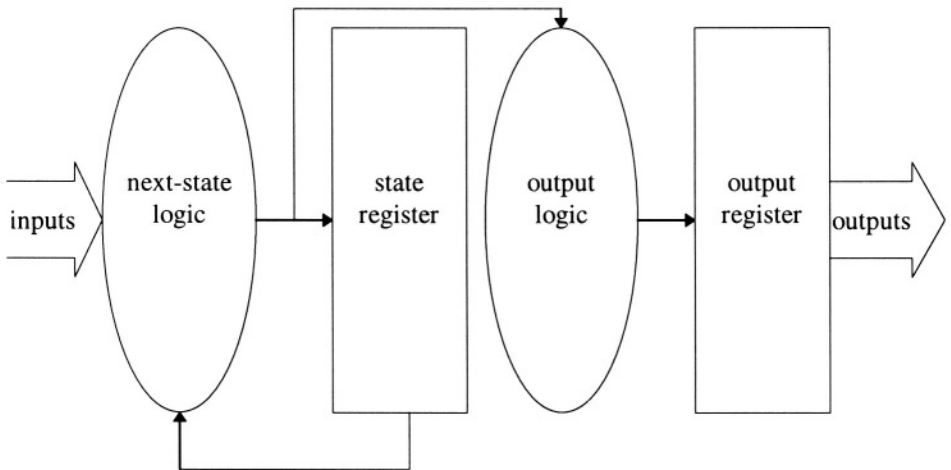 inputs
next-state
logic
state
register
output
logic
output
register
outputs